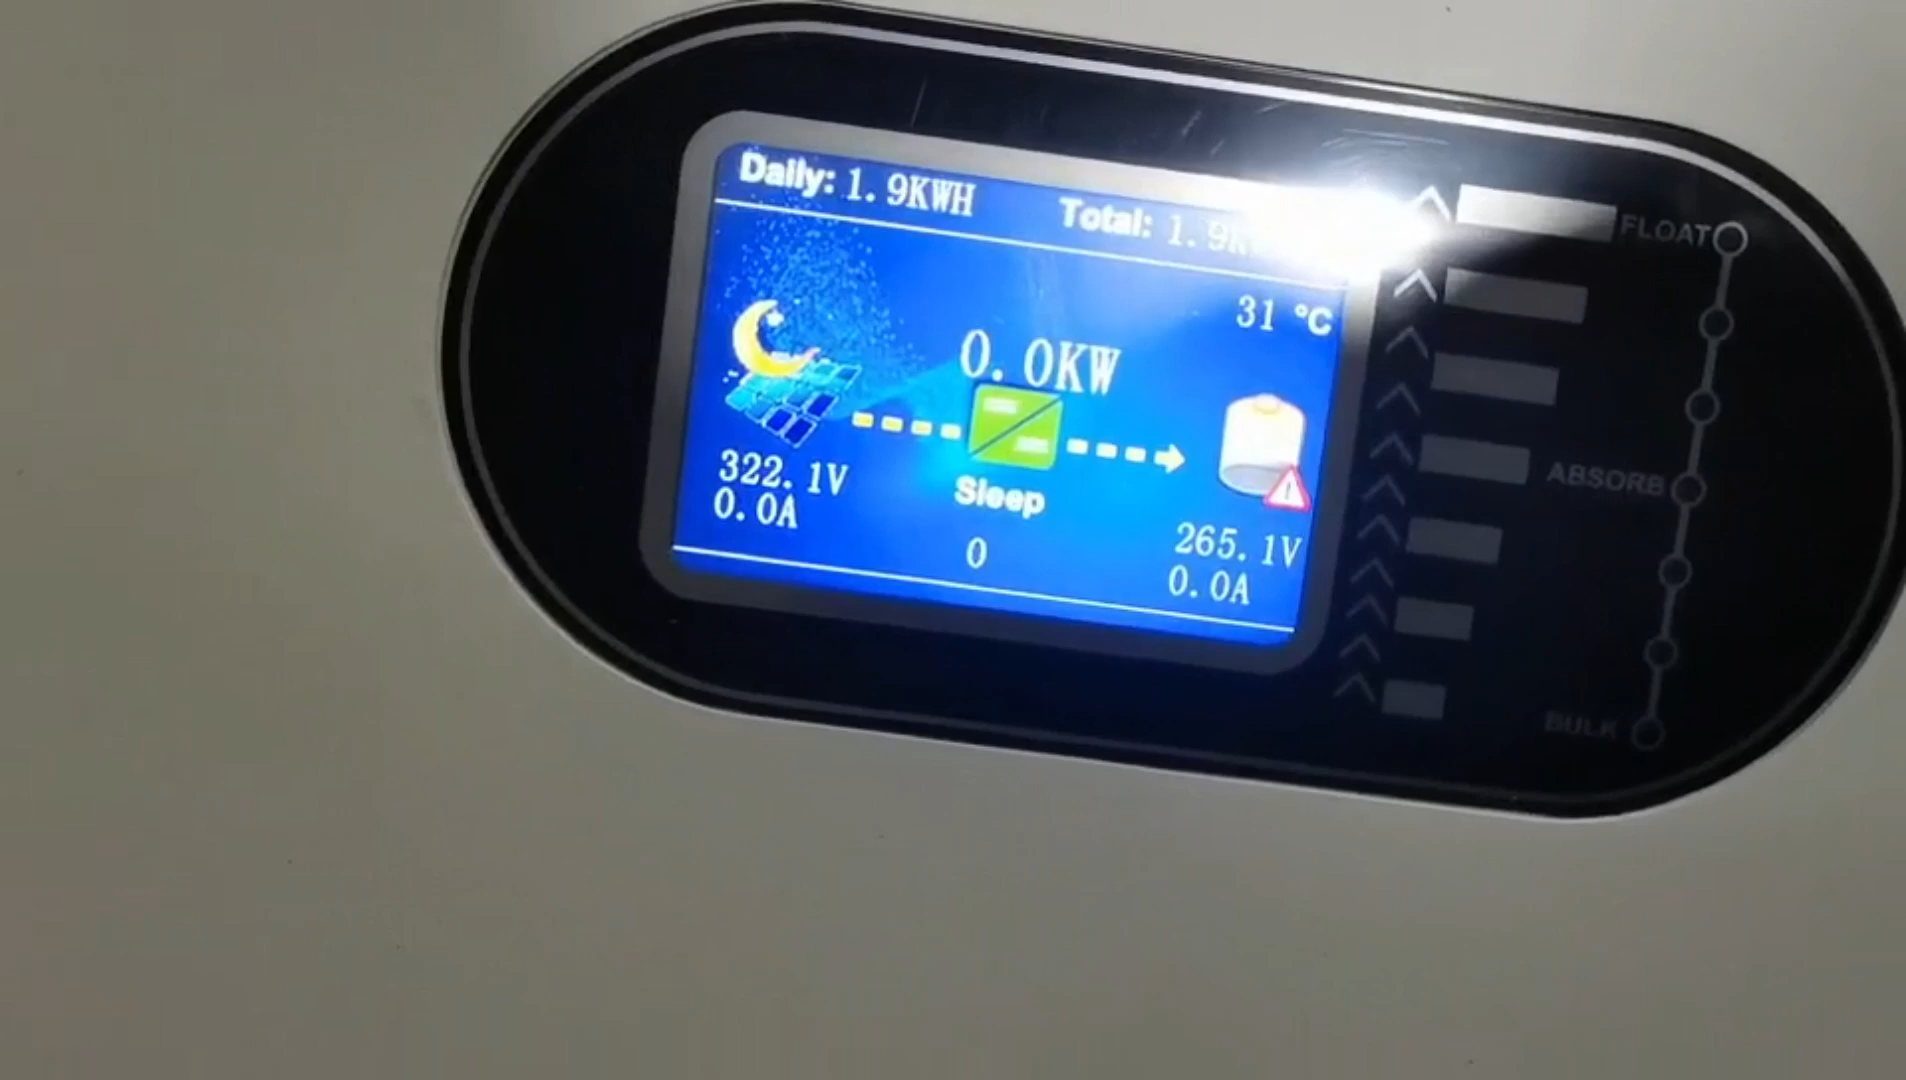 Daily: 1.9KWH Total: 1.9K
31 °C
0.0KW
322.1V
0.0A
Sleep
0
265.1V
0.0A
FLOAT
ABSORB
BULK